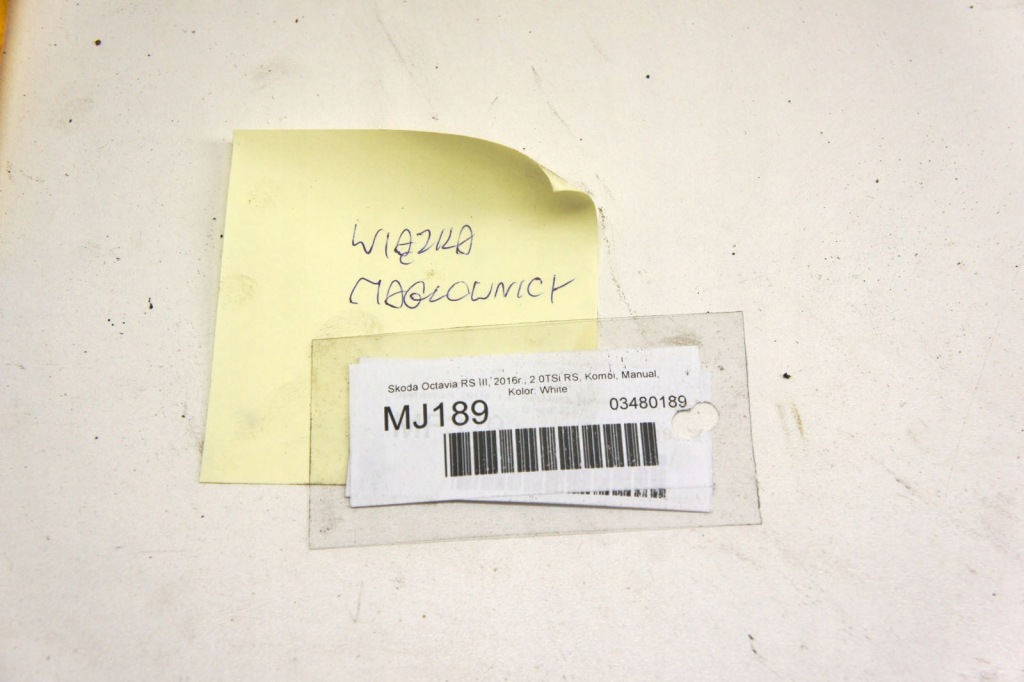 WIĄZKA
MAGLOWNICY
Skoda Octavia RS III, 2016r., 2.0TSi RS, Kombi, Manual,
Kolor: White
MJ189
03480189